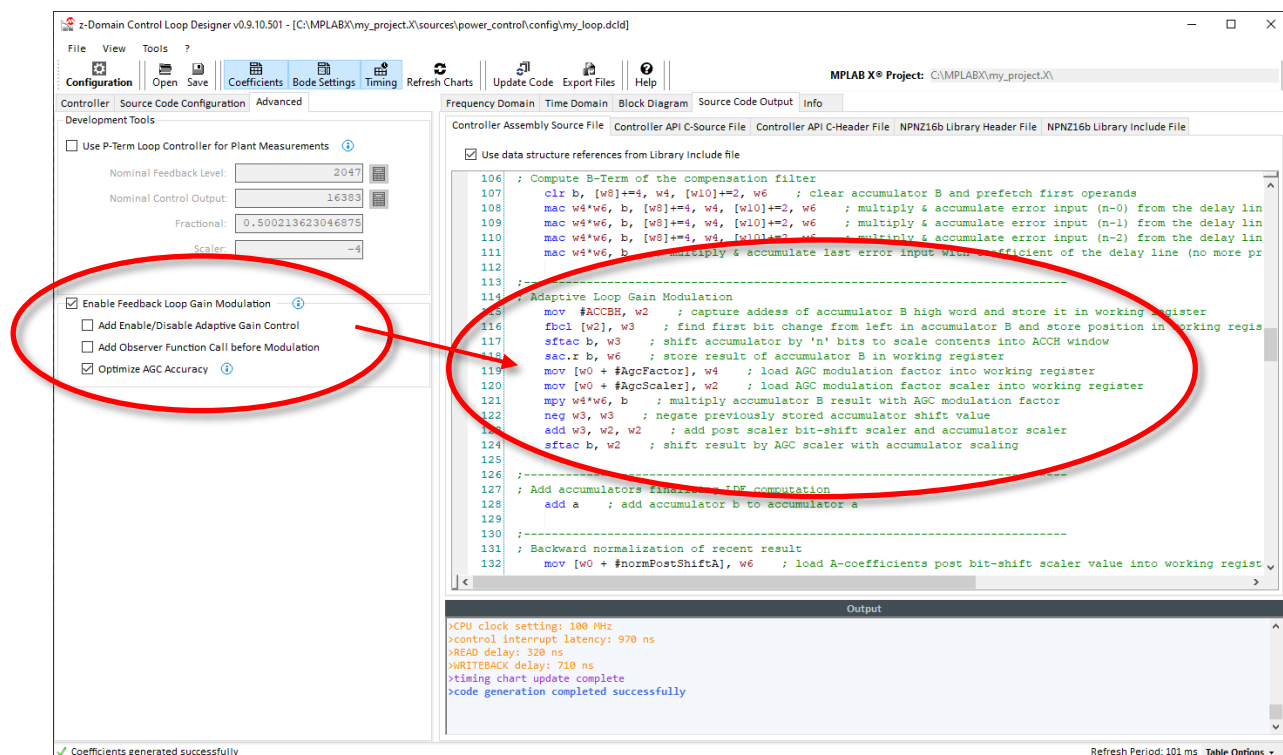 z-Domain Control Loop Designer v0.9.10.501 - [C:\MPLABX\my_project.X\sources\power_control\config\my_loop.dcld]
File View Tools ?
Configuration Open Save Coefficients Bode Settings Timing Refresh Charts Update Code Export Files Help MPLAB X® Project: C:\MPLABX\my_project.X\
Controller Source Code Configuration Advanced
Development Tools
Use P-Term Loop Controller for Plant Measurements
Nominal Feedback Level: 2047
Nominal Control Output: 16383
Fractional: 0.500213623046875
Scaler: -4
Enable Feedback Loop Gain Modulation
Add Enable/Disable Adaptive Gain Control
Add Observer Function Call before Modulation
Optimize AGC Accuracy
Frequency Domain Time Domain Block Diagram Source Code Output Info
Controller Assembly Source File Controller API C-Source File Controller API C-Header File NPNZ16b Library Header File NPNZ16b Library Include File
Use data structure references from Library Include file
106 ; Compute B-Term of the compensation filter
107 clr b, [w8]+=4, w4, [w10]+=2, w6 ; clear accumulator B and prefetch first operands
108 mac w4*w6, b, [w8]+=4, w4, [w10]+=2, w6 ; multiply & accumulate error input (n-0) from the delay lin
109 mac w4*w6, b, [w8]+=4, w4, [w10]+=2, w6 ; multiply & accumulate error input (n-1) from the delay lin
110 mac w4*w6, b, [w8]+=4, w4, [w10]+=2, w6 ; multiply & accumulate error input (n-2) from the delay lin
111 mac w4*w6, b ; multiply & accumulate last error input with coefficient of the delay line (no more pr
112
113 ;------------------------------------------------------------------------------
114 ; Adaptive Loop Gain Modulation
115 mov #ACCBH, w2 ; capture addess of accumulator B high word and store it in working register
116 fbcl [w2], w3 ; find first bit change from left in accumulator B and store position in working regis
117 sftac b, w3 ; shift accumulator by 'n' bits to scale contents into ACCH window
118 sac.r b, w6 ; store result of accumulator B in working register
119 mov [w0 + #AgcFactor], w4 ; load AGC modulation factor into working register
120 mov [w0 + #AgcScaler], w2 ; load AGC modulation factor scaler into working register
121 mpy w4*w6, b ; multiply accumulator B result with AGC modulation factor
122 neg w3, w3 ; negate previously stored accumulator shift value
123 add w3, w2, w2 ; add post scaler bit-shift scaler and accumulator scaler
124 sftac b, w2 ; shift result by AGC scaler with accumulator scaling
125
126 ;------------------------------------------------------------------------------
127 ; Add accumulators finalizing LDE computation
128 add a ; add accumulator b to accumulator a
129
130 ;------------------------------------------------------------------------------
131 ; Backward normalization of recent result
132 mov [w0 + #normPostShiftA], w6 ; load A-coefficients post bit-shift scaler value into working regist
Output
>CPU clock setting: 100 MHz
>control interrupt latency: 970 ns
>READ delay: 320 ns
>WRITEBACK delay: 710 ns
>timing chart update complete
>code generation completed successfully
Coefficients generated successfully Refresh Period: 101 ms Table Options